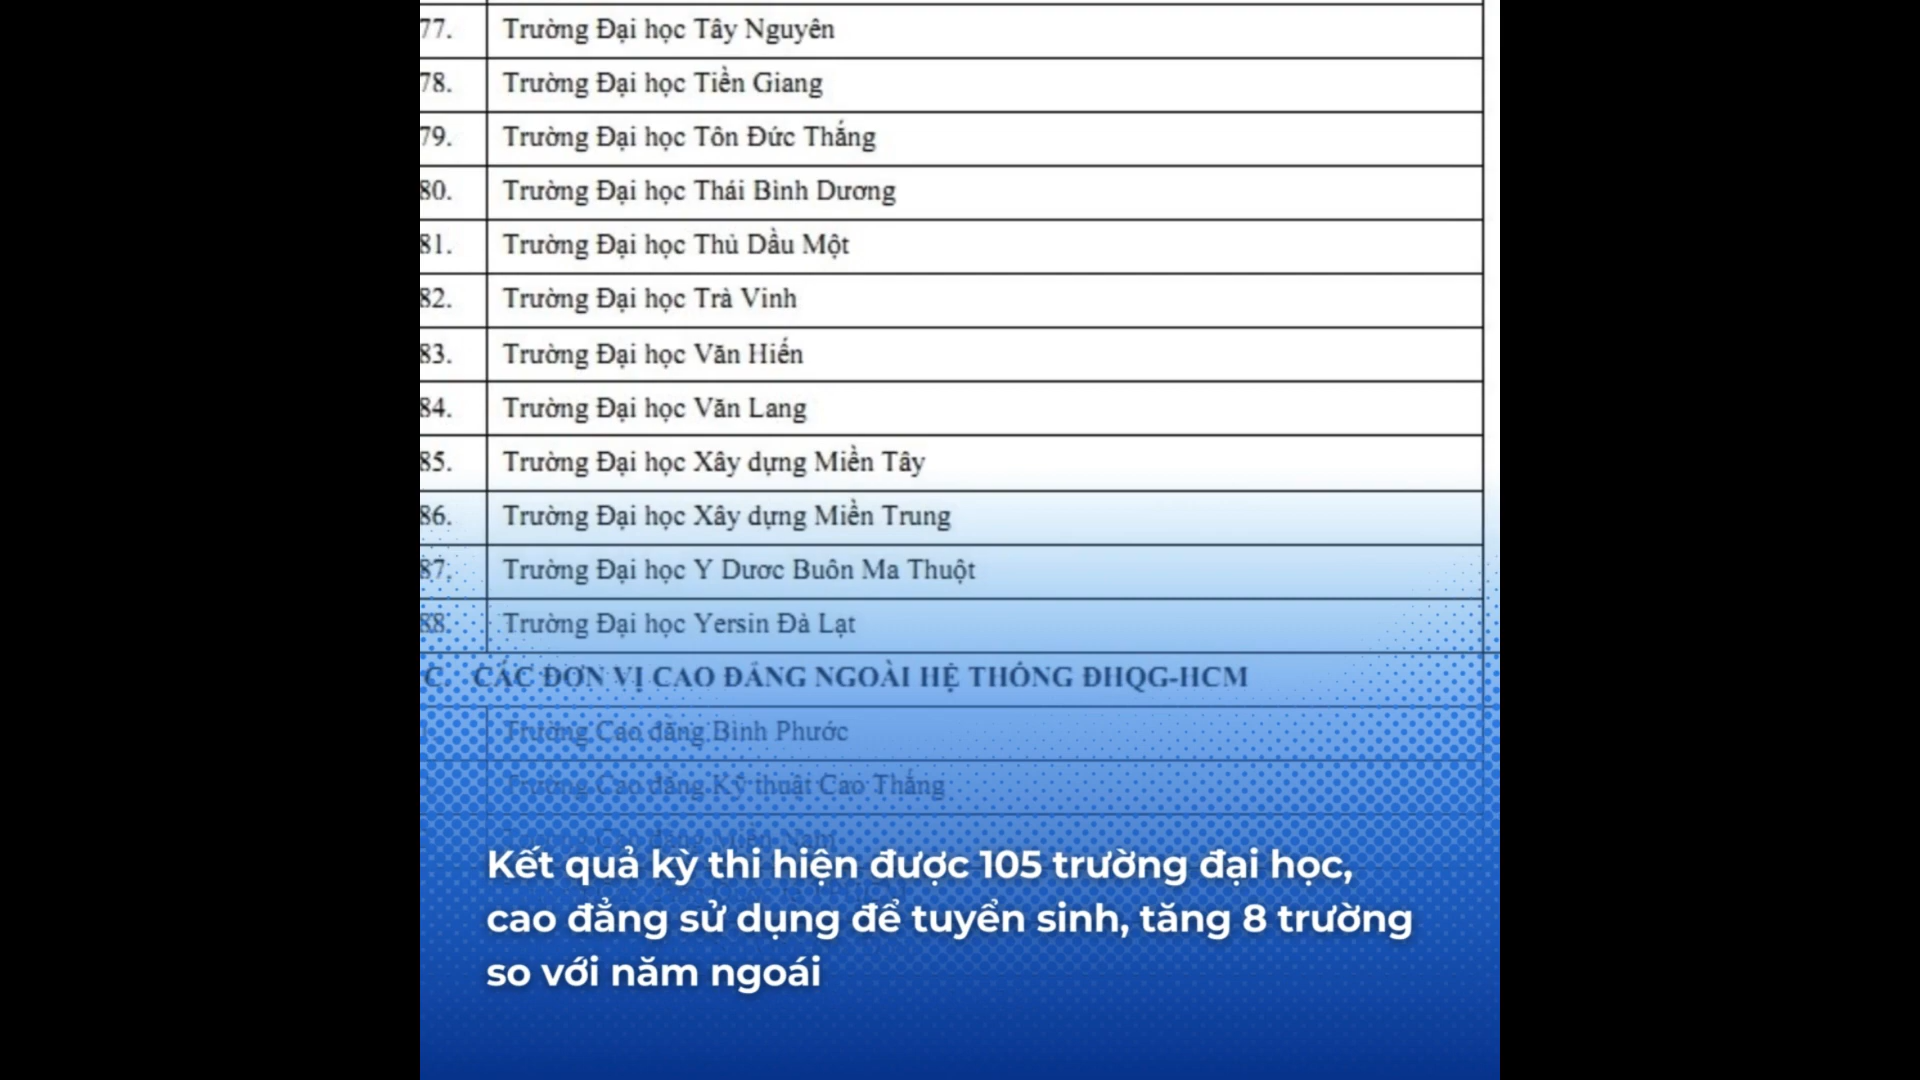 77. Trường Đại học Tây Nguyên
78. Trường Đại học Tiền Giang
79. Trường Đại học Tôn Đức Thắng
80. Trường Đại học Thái Bình Dương
81. Trường Đại học Thủ Dầu Một
82. Trường Đại học Trà Vinh
83. Trường Đại học Văn Hiến
84. Trường Đại học Văn Lang
85. Trường Đại học Xây dựng Miền Tây
86. Trường Đại học Xây dựng Miền Trung
87. Trường Đại học Y Dươc Buôn Ma Thuột
88. Trường Đại học Yersin Đà Lạt
C. CÁC ĐƠN VỊ CAO ĐẲNG NGOÀI HỆ THỐNG ĐHQG-HCM
Trường Cao đẳng Bình Phước
Trường Cao đẳng Kỹ thuật Cao Thắng
Kết quả kỳ thi hiện được 105 trường đại học,
cao đẳng sử dụng để tuyển sinh, tăng 8 trường
so với năm ngoái